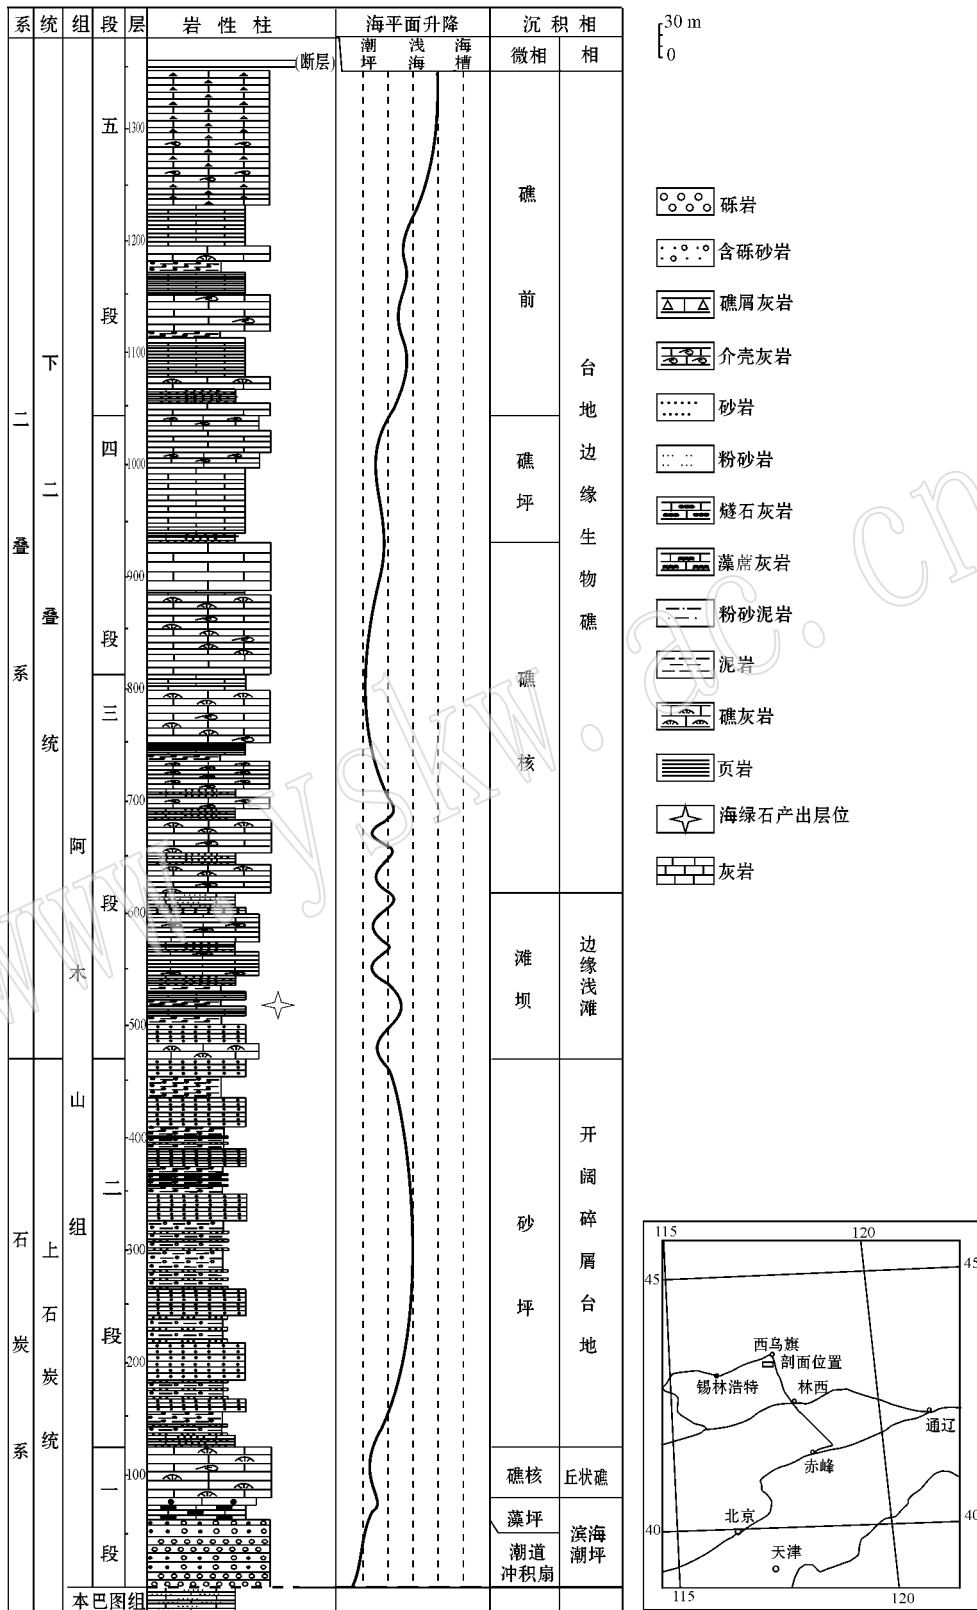 系 统 组 段 层 岩 性 柱 海平面升降 沉 积 相
潮坪 浅海 海槽 微相 相
(断层)
30 m
0
二叠系
石炭系
下二叠统
上石炭统
阿木山组
五段
四段
三段
二段
一段
1300
1200
1100
1000
900
800
700
600
500
400
300
200
100
本巴图组
礁前
礁坪
礁核
滩坝
砂坪
礁核
藻坪
潮道
冲积扇
台地边缘生物礁
边缘浅滩
开阔碎屑台地
丘状礁
滨海
潮坪
砾岩
含砾砂岩
礁屑灰岩
介壳灰岩
砂岩
粉砂岩
燧石灰岩
藻席灰岩
粉砂泥岩
泥岩
礁灰岩
页岩
海绿石产出层位
灰岩
115 120
45 45
西乌旗
剖面位置
锡林浩特
林西
通辽
赤峰
北京
40 40
天津
115 120
www.yskw.ac.cn